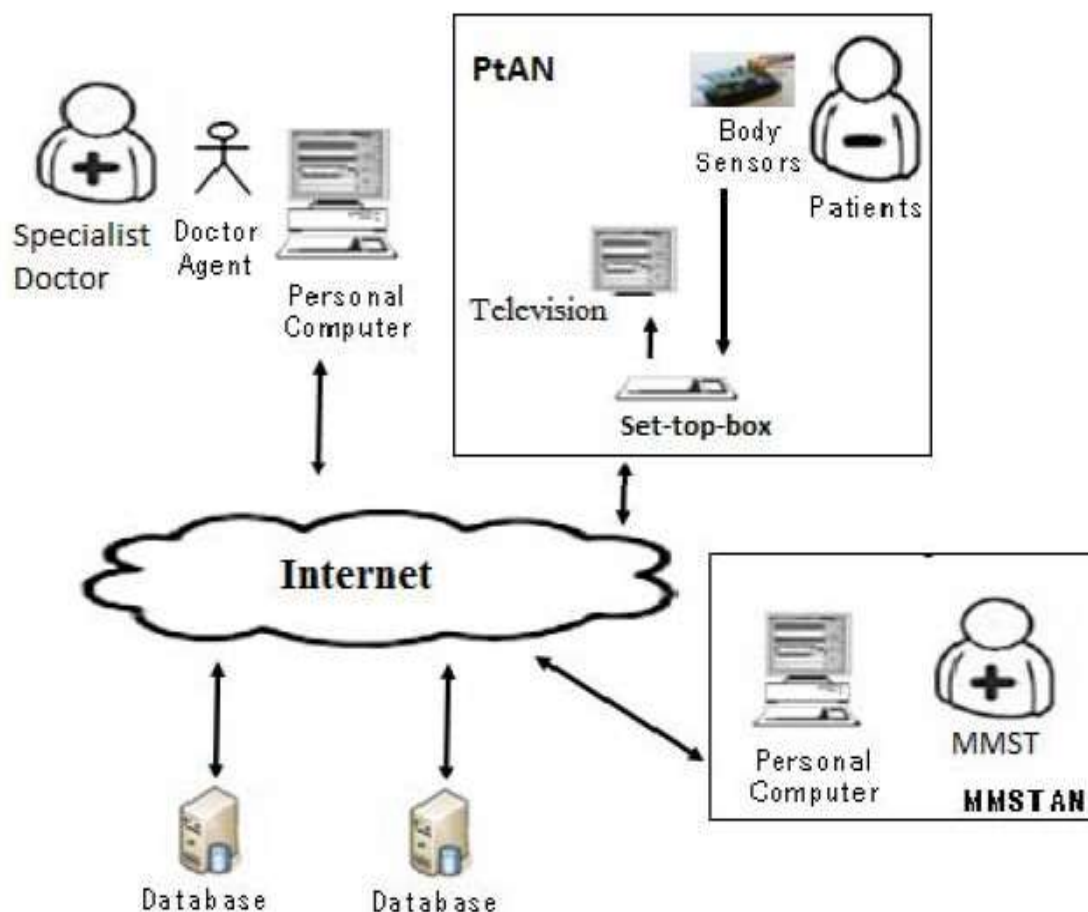 PtAN
Body
Sensors
Patients
Specialist
Doctor
Doctor
Agent
Personal
Computer
Television
Set-top-box
Internet
Personal
Computer
MMST
MMSTAN
Database
Database